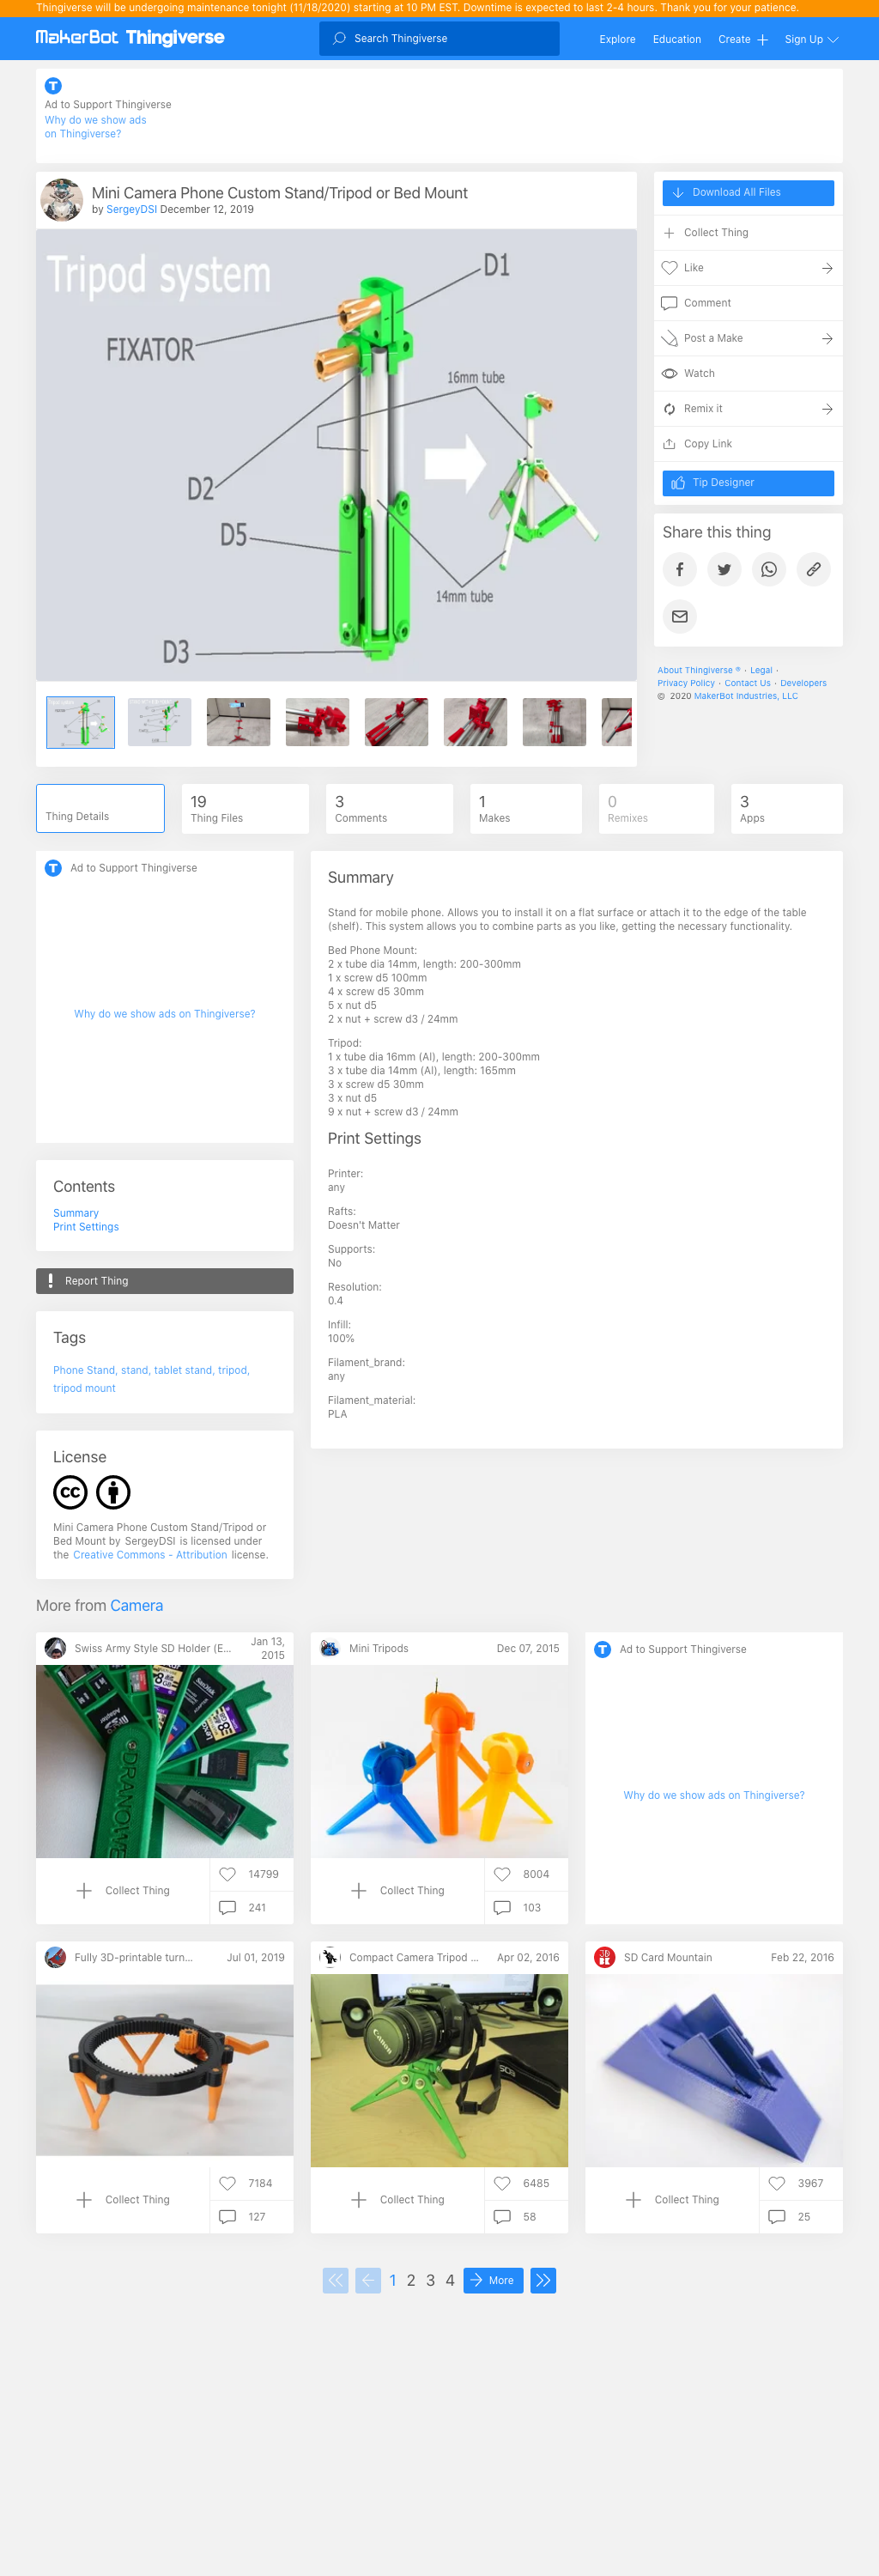 Thingiverse will be undergoing maintenance tonight (11/18/2020) starting at 10 PM EST. Downtime is expected to last 2-4 hours. Thank you for your patience.
MakerBot Thingiverse
Search Thingiverse
Explore
Education
Create
Sign Up
Ad to Support Thingiverse
Why do we show ads
on Thingiverse?
Mini Camera Phone Custom Stand/Tripod or Bed Mount
by SergeyDSI December 12, 2019
Tripod system
D1
FIXATOR
16mm tube
D2
D5
14mm tube
D3
Download All Files
Collect Thing
Like
Comment
Post a Make
Watch
Remix it
Copy Link
Tip Designer
Share this thing
About Thingiverse ® · Legal ·
Privacy Policy · Contact Us · Developers
© 2020 MakerBot Industries, LLC
Thing Details
19
Thing Files
3
Comments
1
Makes
0
Remixes
3
Apps
Ad to Support Thingiverse
Why do we show ads on Thingiverse?
Contents
Summary
Print Settings
Report Thing
Tags
Phone Stand, stand, tablet stand, tripod,
tripod mount
License
Mini Camera Phone Custom Stand/Tripod or
Bed Mount by SergeyDSI is licensed under
the Creative Commons - Attribution license.
Summary
Stand for mobile phone. Allows you to install it on a flat surface or attach it to the edge of the table
(shelf). This system allows you to combine parts as you like, getting the necessary functionality.
Bed Phone Mount:
2 x tube dia 14mm, length: 200-300mm
1 x screw d5 100mm
4 x screw d5 30mm
5 x nut d5
2 x nut + screw d3 / 24mm
Tripod:
1 x tube dia 16mm (Al), length: 200-300mm
3 x tube dia 14mm (Al), length: 165mm
3 x screw d5 30mm
3 x nut d5
9 x nut + screw d3 / 24mm
Print Settings
Printer:
any
Rafts:
Doesn't Matter
Supports:
No
Resolution:
0.4
Infill:
100%
Filament_brand:
any
Filament_material:
PLA
More from Camera
Swiss Army Style SD Holder (E...
Jan 13,
2015
DRANOWE
Collect Thing
14799
241
Mini Tripods
Dec 07, 2015
Collect Thing
8004
103
Ad to Support Thingiverse
Why do we show ads on Thingiverse?
Fully 3D-printable turn...
Jul 01, 2019
Collect Thing
7184
127
Compact Camera Tripod ...
Apr 02, 2016
Canon
Collect Thing
6485
58
SD Card Mountain
Feb 22, 2016
Collect Thing
3967
25
1 2 3 4
More